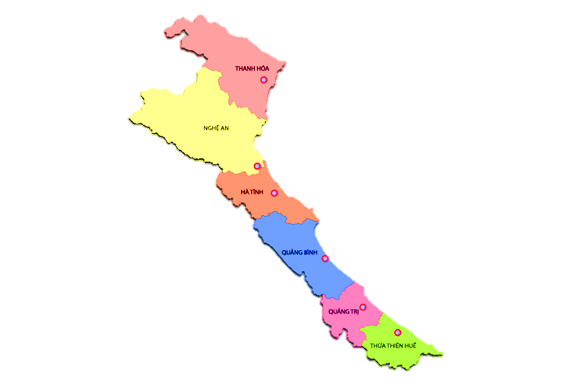 THANH HÓA
NGHỆ AN
HÀ TĨNH
QUẢNG BÌNH
QUẢNG TRỊ
THỪA THIÊN HUẾ